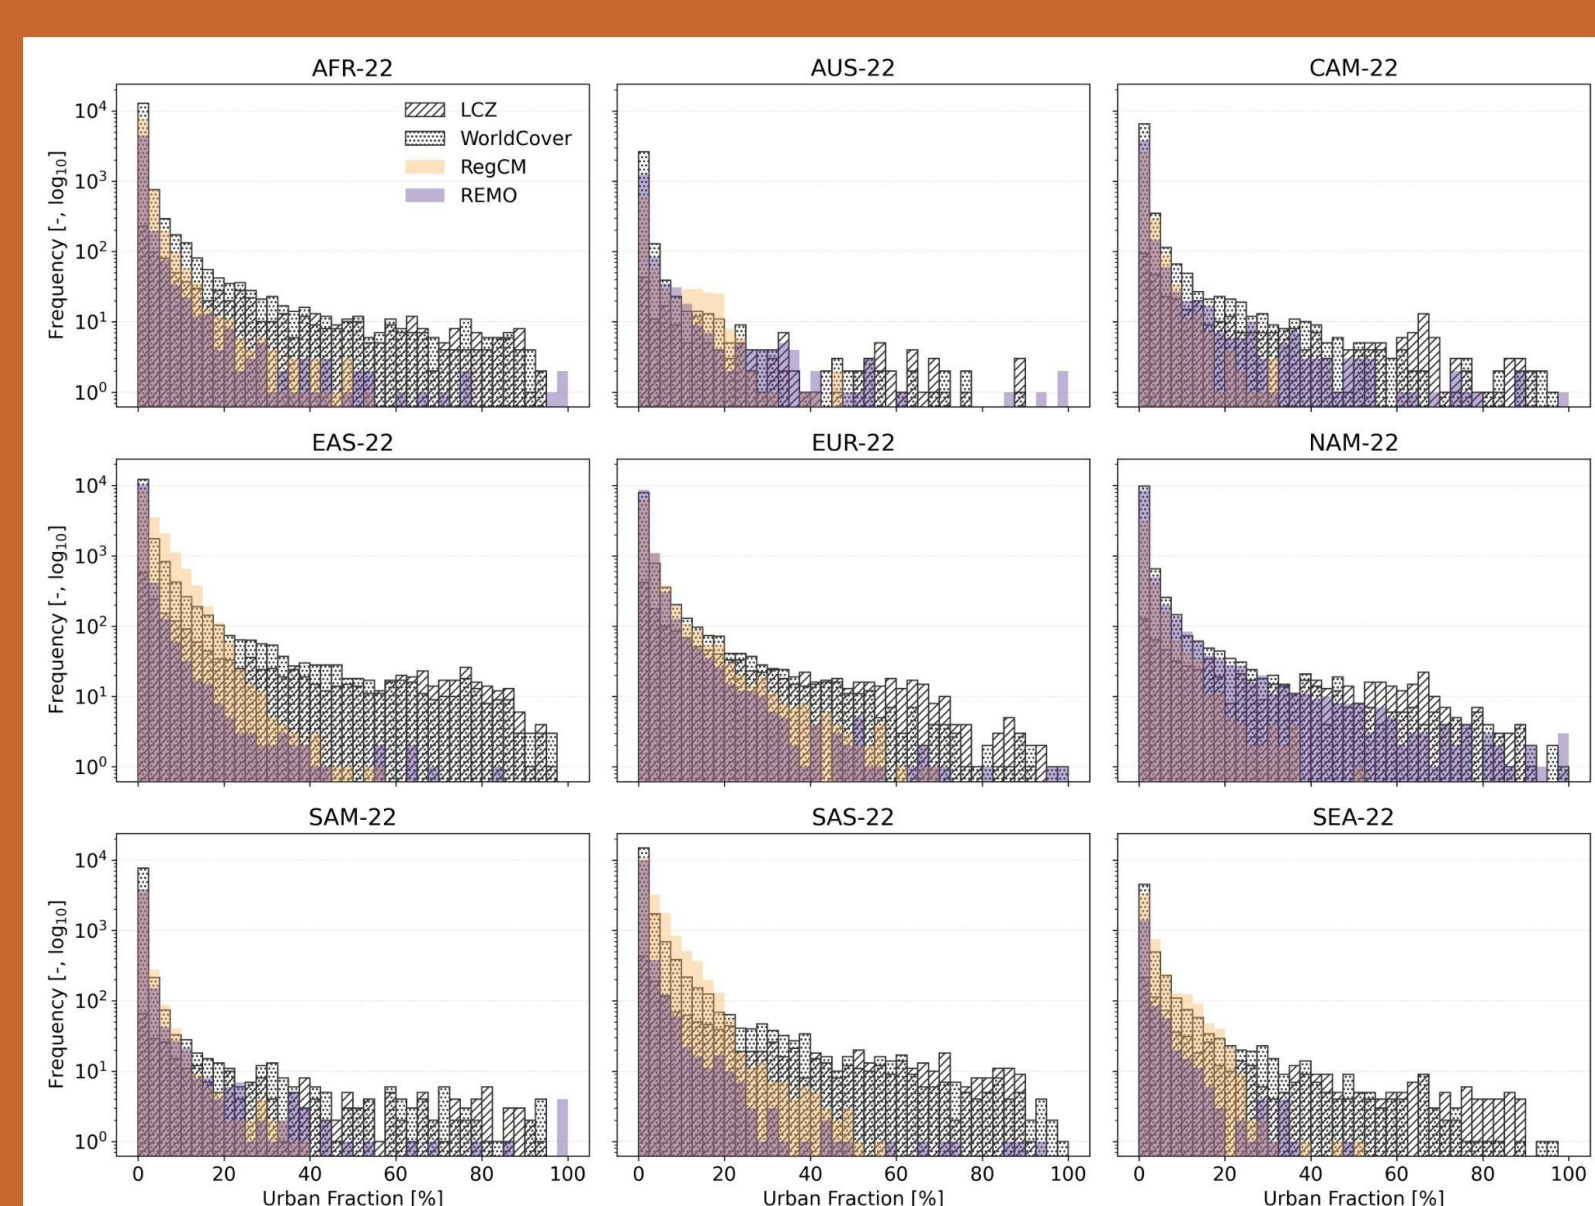 AFR-22 AUS-22 CAM-22
LCZ
WorldCover
RegCM
REMO
Frequency [-, log₁₀]
10⁴
10³
10²
10¹
10⁰
EAS-22 EUR-22 NAM-22
Frequency [-, log₁₀]
10⁴
10³
10²
10¹
10⁰
SAM-22 SAS-22 SEA-22
Frequency [-, log₁₀]
10⁴
10³
10²
10¹
10⁰
0 20 40 60 80 100 0 20 40 60 80 100 0 20 40 60 80 100
Urban Fraction [%] Urban Fraction [%] Urban Fraction [%]